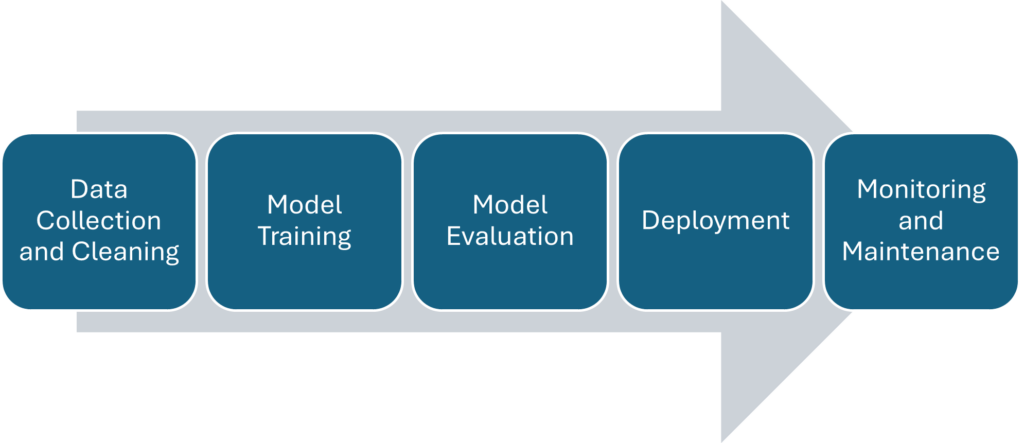 Data
Collection
and Cleaning
Model
Training
Model
Evaluation
Deployment
Monitoring
and
Maintenance